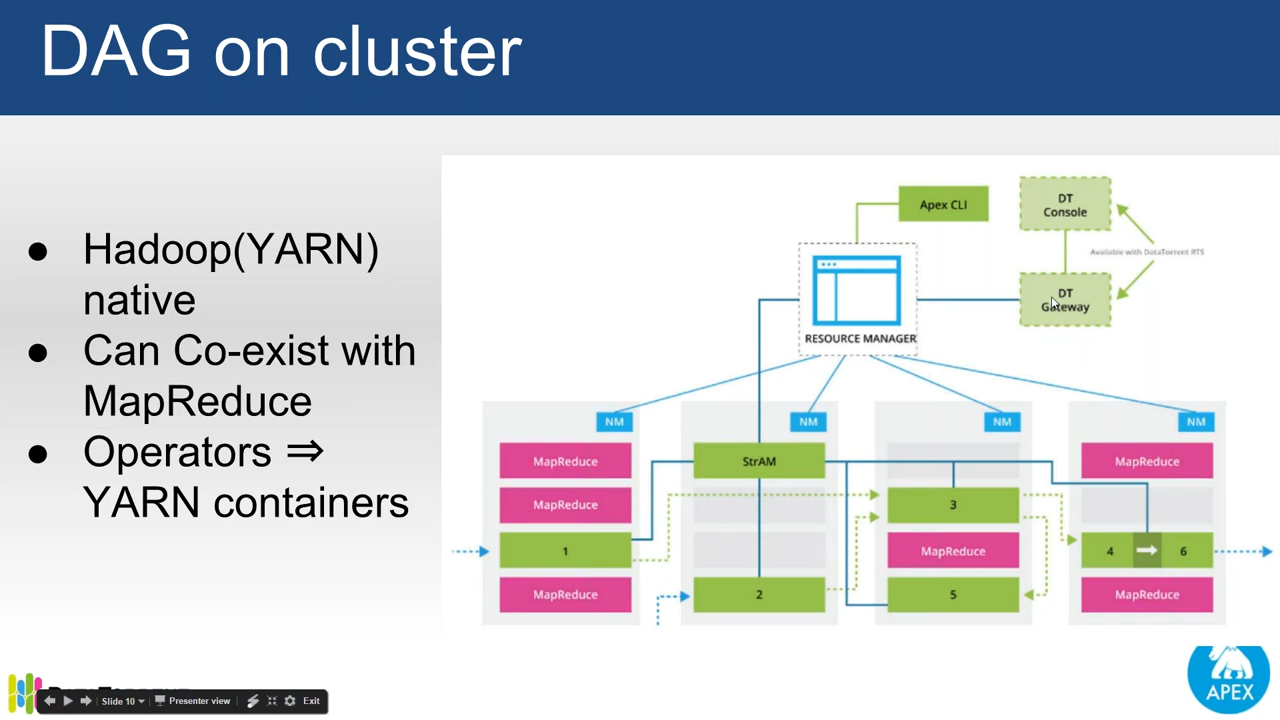 DAG on cluster
● Hadoop(YARN)
native
● Can Co-exist with
MapReduce
● Operators ⇒
YARN containers
Apex CLI
DT
Console
Available with DataTorrent RTS
DT
Gateway
RESOURCE MANAGER
NM
NM
NM
NM
MapReduce
StrAM
MapReduce
MapReduce
3
1
MapReduce
4
6
MapReduce
2
5
MapReduce
APEX
Slide 10
Presenter view
Exit